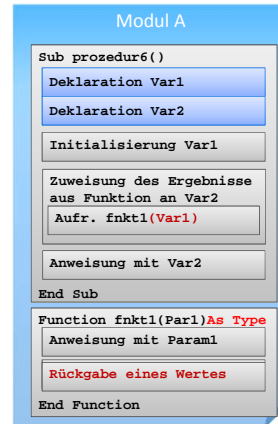 Modul A
Sub prozedur6()
Deklaration Var1
Deklaration Var2
Initialisierung Var1
Zuweisung des Ergebnisse
aus Funktion an Var2
Aufr. fnkt1(Var1)
Anweisung mit Var2
End Sub
Function fnkt1(Par1)As Type
Anweisung mit Param1
Rückgabe eines Wertes
End Function